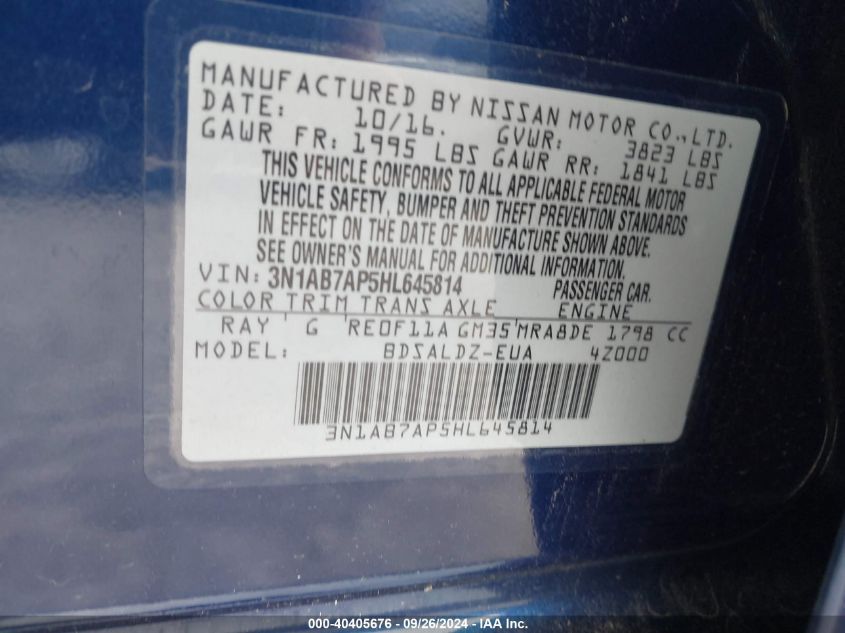 MANUFACTURED BY NISSAN MOTOR CO.,LTD.
DATE: 10/16. GVWR: 3823 LBS
GAWR FR: 1995 LBS GAWR RR: 1841 LBS
THIS VEHICLE CONFORMS TO ALL APPLICABLE FEDERAL MOTOR
VEHICLE SAFETY, BUMPER AND THEFT PREVENTION STANDARDS
IN EFFECT ON THE DATE OF MANUFACTURE SHOWN ABOVE.
SEE OWNER'S MANUAL FOR ADDITIONAL INFORMATION.
VIN: 3N1AB7AP5HL645814 PASSENGER CAR.
COLOR TRIM TRANS AXLE ENGINE
RAY G RE0F11A GM35 MRA8DE 1798 CC
MODEL: BDSALDZ-EUA 4Z000
3N1AB7AP5HL645814
000-40405676 - 09/26/2024 - IAA Inc.